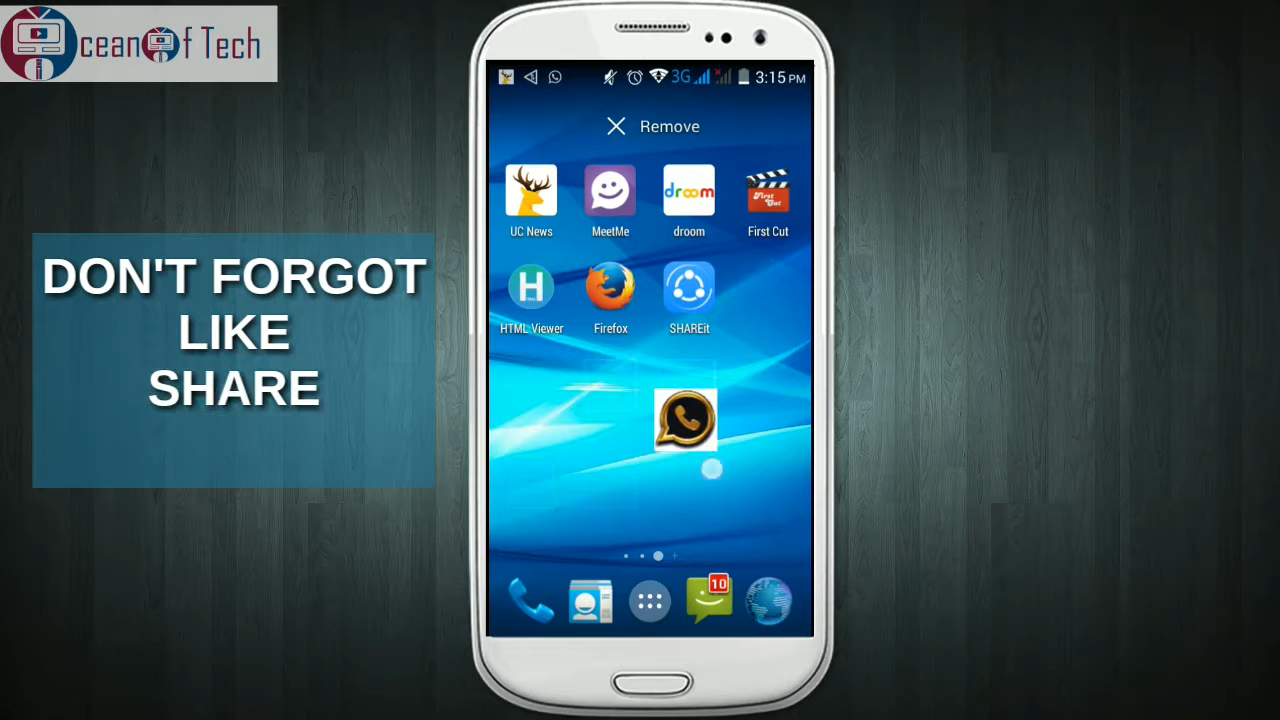 Ocean Of Tech
3G 3:15 PM
Remove
droom
First Cut
UC News MeetMe droom First Cut
H
HTML Viewer Firefox SHAREit
DON'T FORGOT
LIKE
SHARE
10